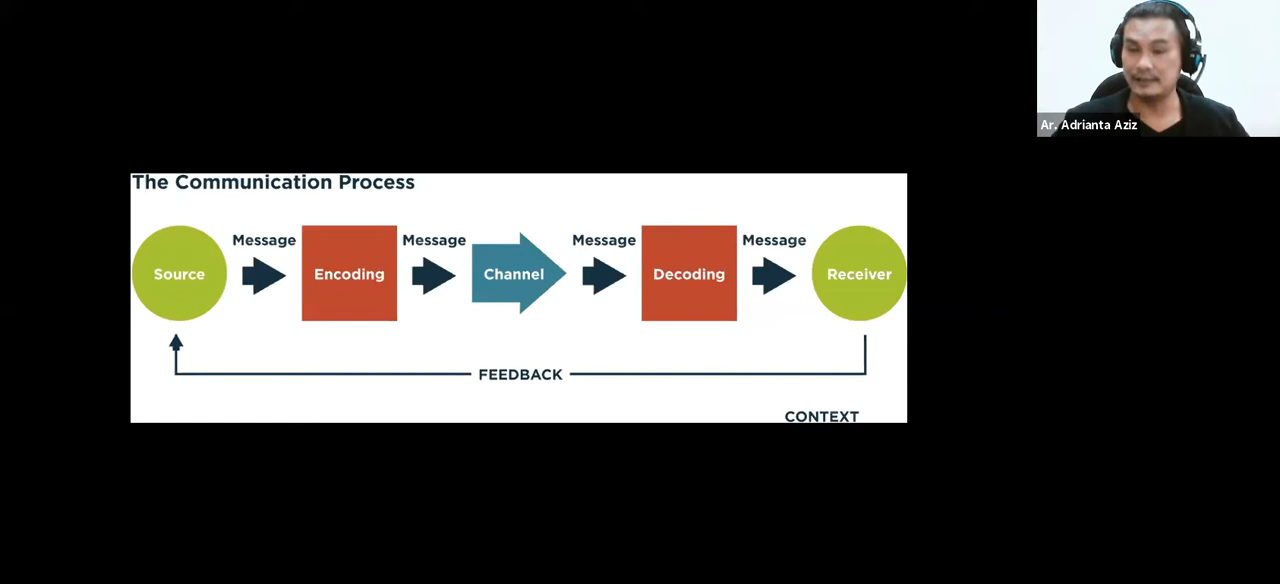 Ar. Adrianta Aziz
The Communication Process
Message Message Message Message
Source Encoding Channel Decoding Receiver
FEEDBACK
CONTEXT